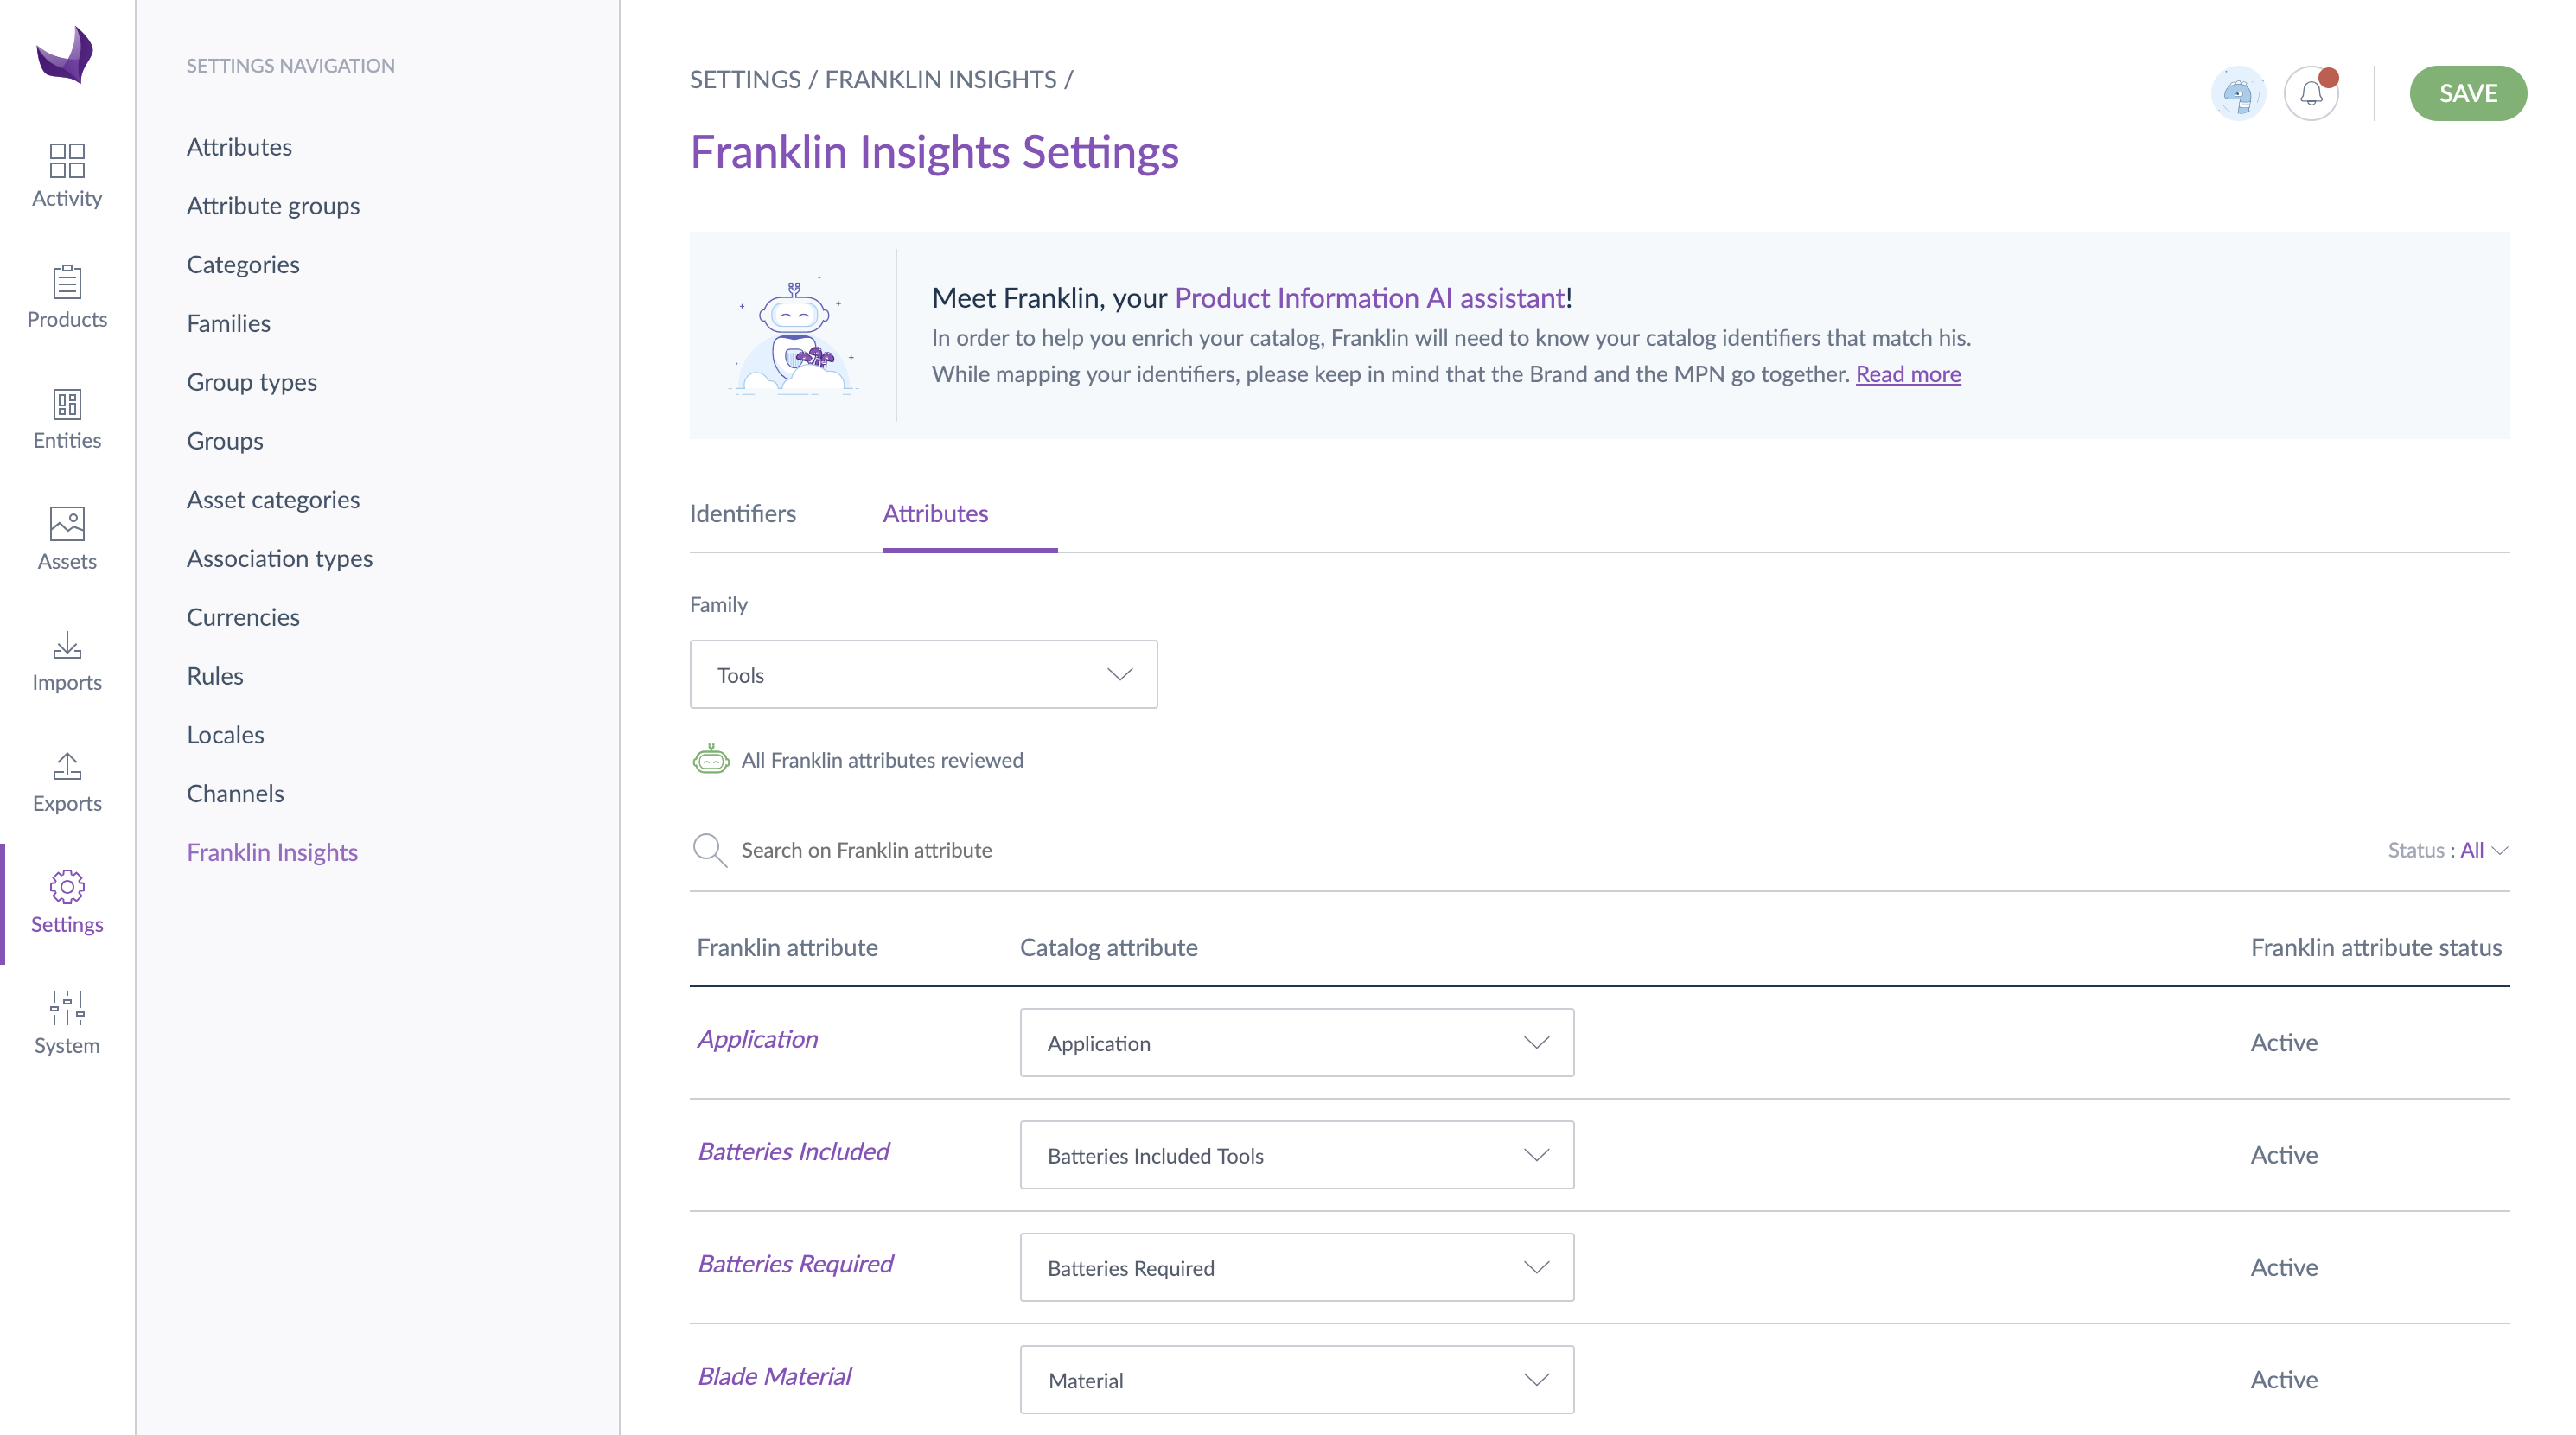 Activity
Products
Entities
Assets
Imports
Exports
Settings
System
SETTINGS NAVIGATION
Attributes
Attribute groups
Categories
Families
Group types
Groups
Asset categories
Association types
Currencies
Rules
Locales
Channels
Franklin Insights
SETTINGS / FRANKLIN INSIGHTS /
SAVE
Franklin Insights Settings
Meet Franklin, your Product Information AI assistant!
In order to help you enrich your catalog, Franklin will need to know your catalog identifiers that match his.
While mapping your identifiers, please keep in mind that the Brand and the MPN go together. Read more
Identifiers Attributes
Family
Tools
All Franklin attributes reviewed
Search on Franklin attribute Status : All
Franklin attribute Catalog attribute Franklin attribute status
Application Application Active
Batteries Included Batteries Included Tools Active
Batteries Required Batteries Required Active
Blade Material Material Active